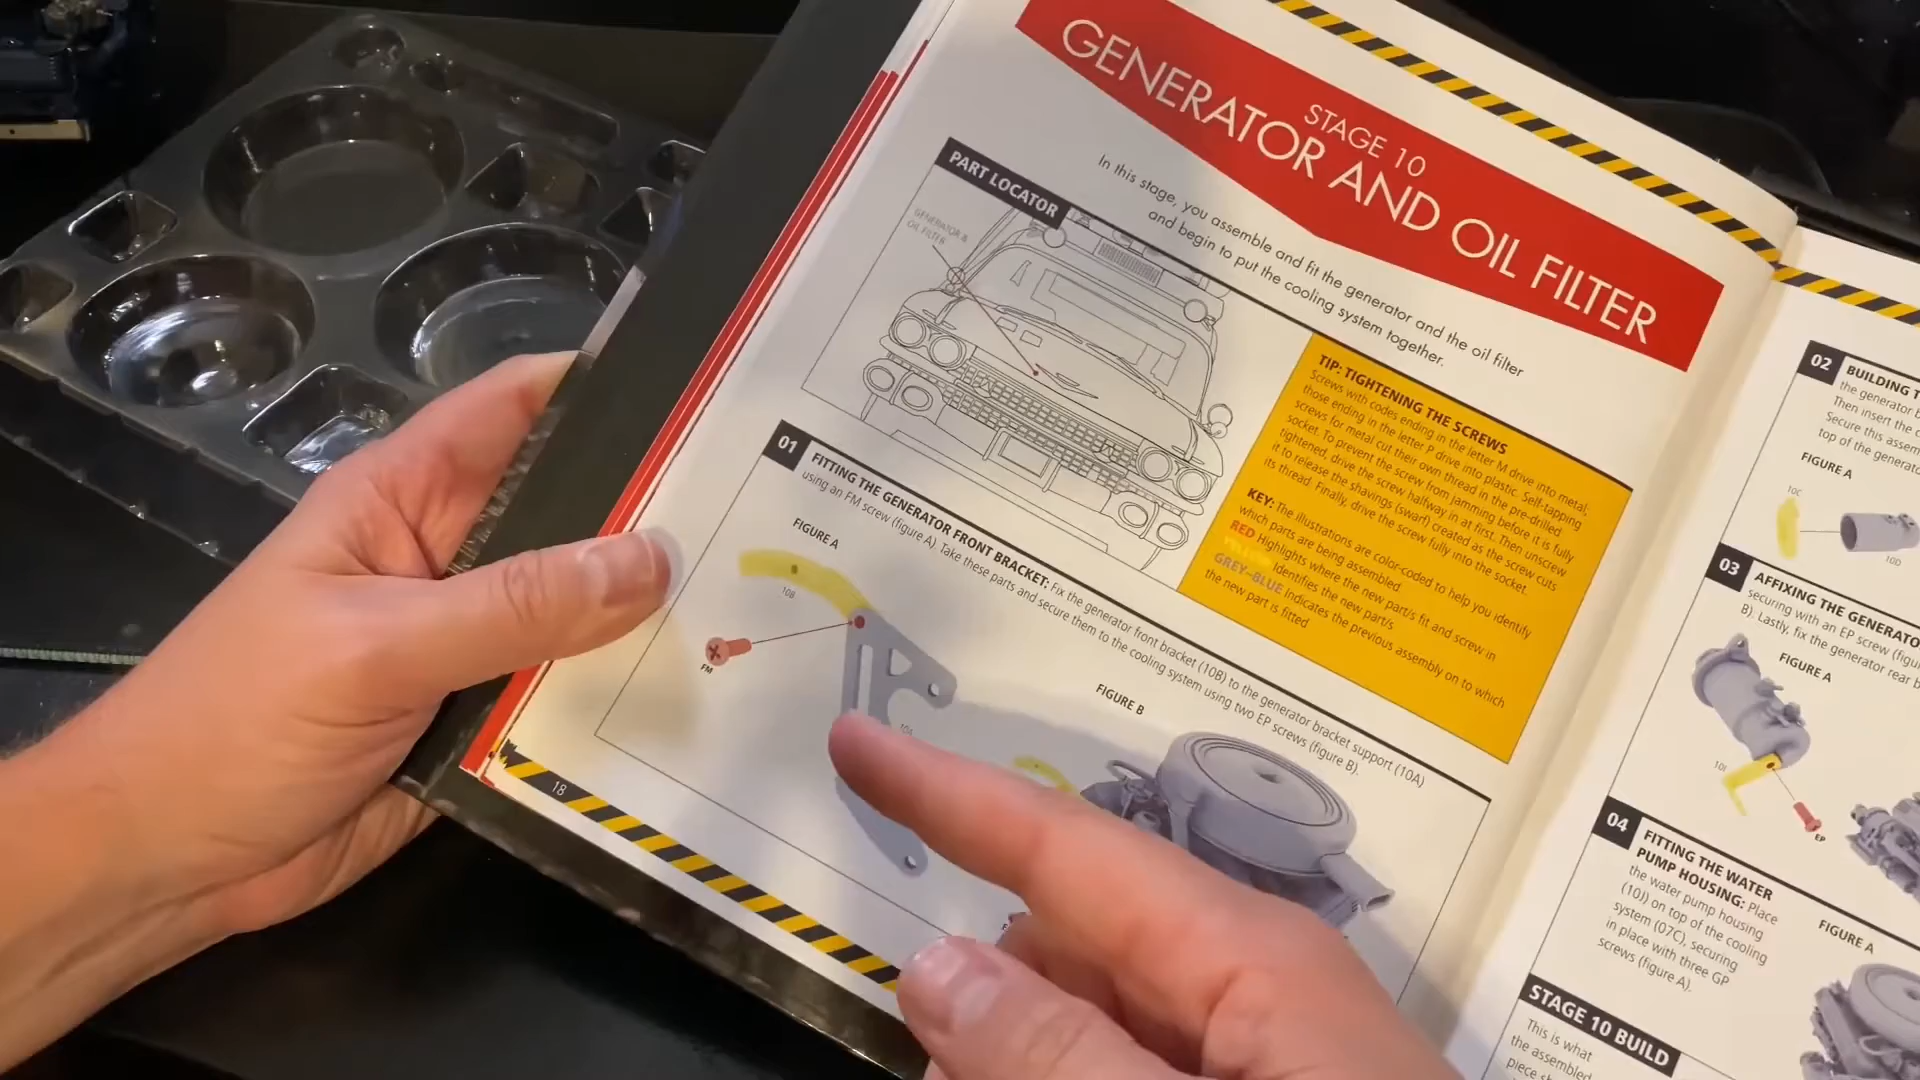 STAGE 10
GENERATOR AND OIL FILTER
In this stage, you assemble and fit the generator and the oil filter
and begin to put the cooling system together.
PART LOCATOR
GENERATOR &
OIL FILTER
TIP: TIGHTENING THE SCREWS
Screws with codes ending in the letter M drive into metal;
those ending in the letter P drive into plastic. Self-tapping
screws for metal cut their own thread in the pre-drilled
socket. To prevent the screw from jamming before it is fully
tightened, drive the screw halfway in at first. Then unscrew
it to release the shavings (swarf) created as the screw cuts
its thread. Finally, drive the screw fully into the socket.
KEY: The illustrations are color-coded to help you identify
which parts are being assembled.
RED Highlights where the new part/s fit and screw in
YELLOW Identifies the new part/s
GREY-BLUE Indicates the previous assembly on to which
the new part is fitted
01 FITTING THE GENERATOR FRONT BRACKET: Fix the generator front bracket (10B) to the generator bracket support (10A)
using an FM screw (figure A). Take these parts and secure them to the cooling system using two EP screws (figure B).
FIGURE A
10B
FM
10A
FIGURE B
18
02 BUILDING T
the generator b
Then insert the c
Secure this assem
top of the generato
FIGURE A
10C
10D
03 AFFIXING THE GENERATO
securing with an EP screw (figu
B). Lastly, fix the generator rear b
FIGURE A
10I
EP
04 FITTING THE WATER
PUMP HOUSING: Place
the water pump housing
(10J) on top of the cooling
system (07C), securing
in place with three GP
screws (figure A).
FIGURE A
STAGE 10 BUILD
This is what
the assembled